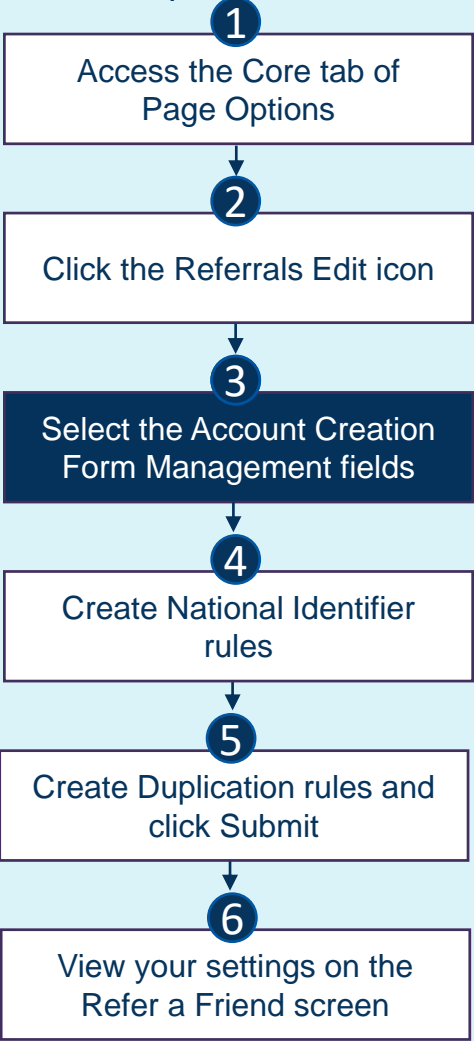 1
Access the Core tab of
Page Options
2
Click the Referrals Edit icon
3
Select the Account Creation
Form Management fields
4
Create National Identifier
rules
5
Create Duplication rules and
click Submit
6
View your settings on the
Refer a Friend screen